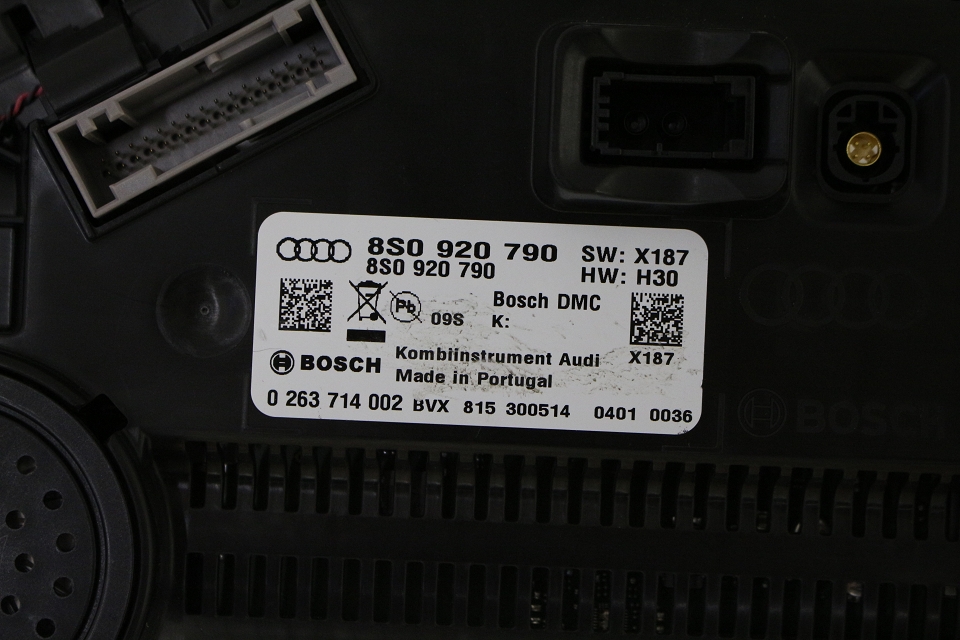 8S0 920 790 SW: X187
8S0 920 790 HW: H30
Bosch DMC
Pb 09S K:
BOSCH Kombiinstrument Audi X187
Made in Portugal
0 263 714 002 BVX 815 300514 0401 0036
BOSCH